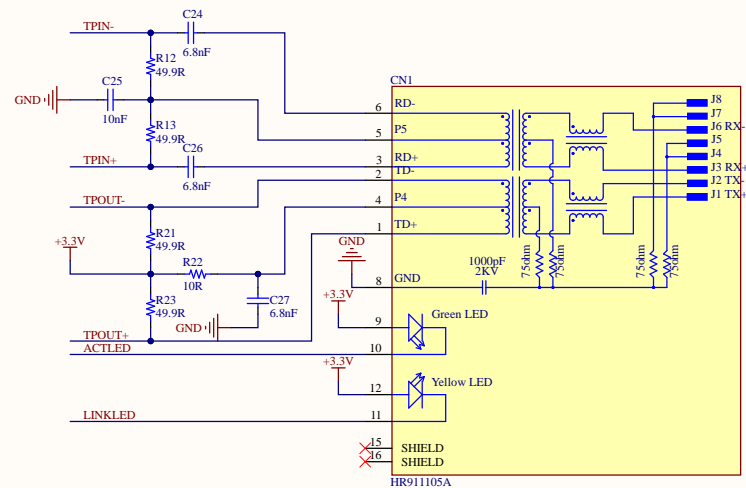 C24
TPIN-
6.8nF
R12
49.9R
C25
CN1
GND
10nF
R13
49.9R
C26
TPIN+
6.8nF
6 RD-
5 P5
3 RD+
2 TD-
4 P4
1 TD+
J8
J7
J6 RX-
J5
J4
J3 RX+
J2 TX-
J1 TX+
TPOUT-
R21
49.9R
+3.3V
R22
10R
GND
1000pF
2KV
75ohm
75ohm
75ohm
75ohm
8 GND
R23
49.9R
C27
6.8nF
GND
+3.3V
Green LED
9
TPOUT+
ACTLED
10
+3.3V
Yellow LED
12
LINKLED
11
15 SHIELD
16 SHIELD
HR911105A